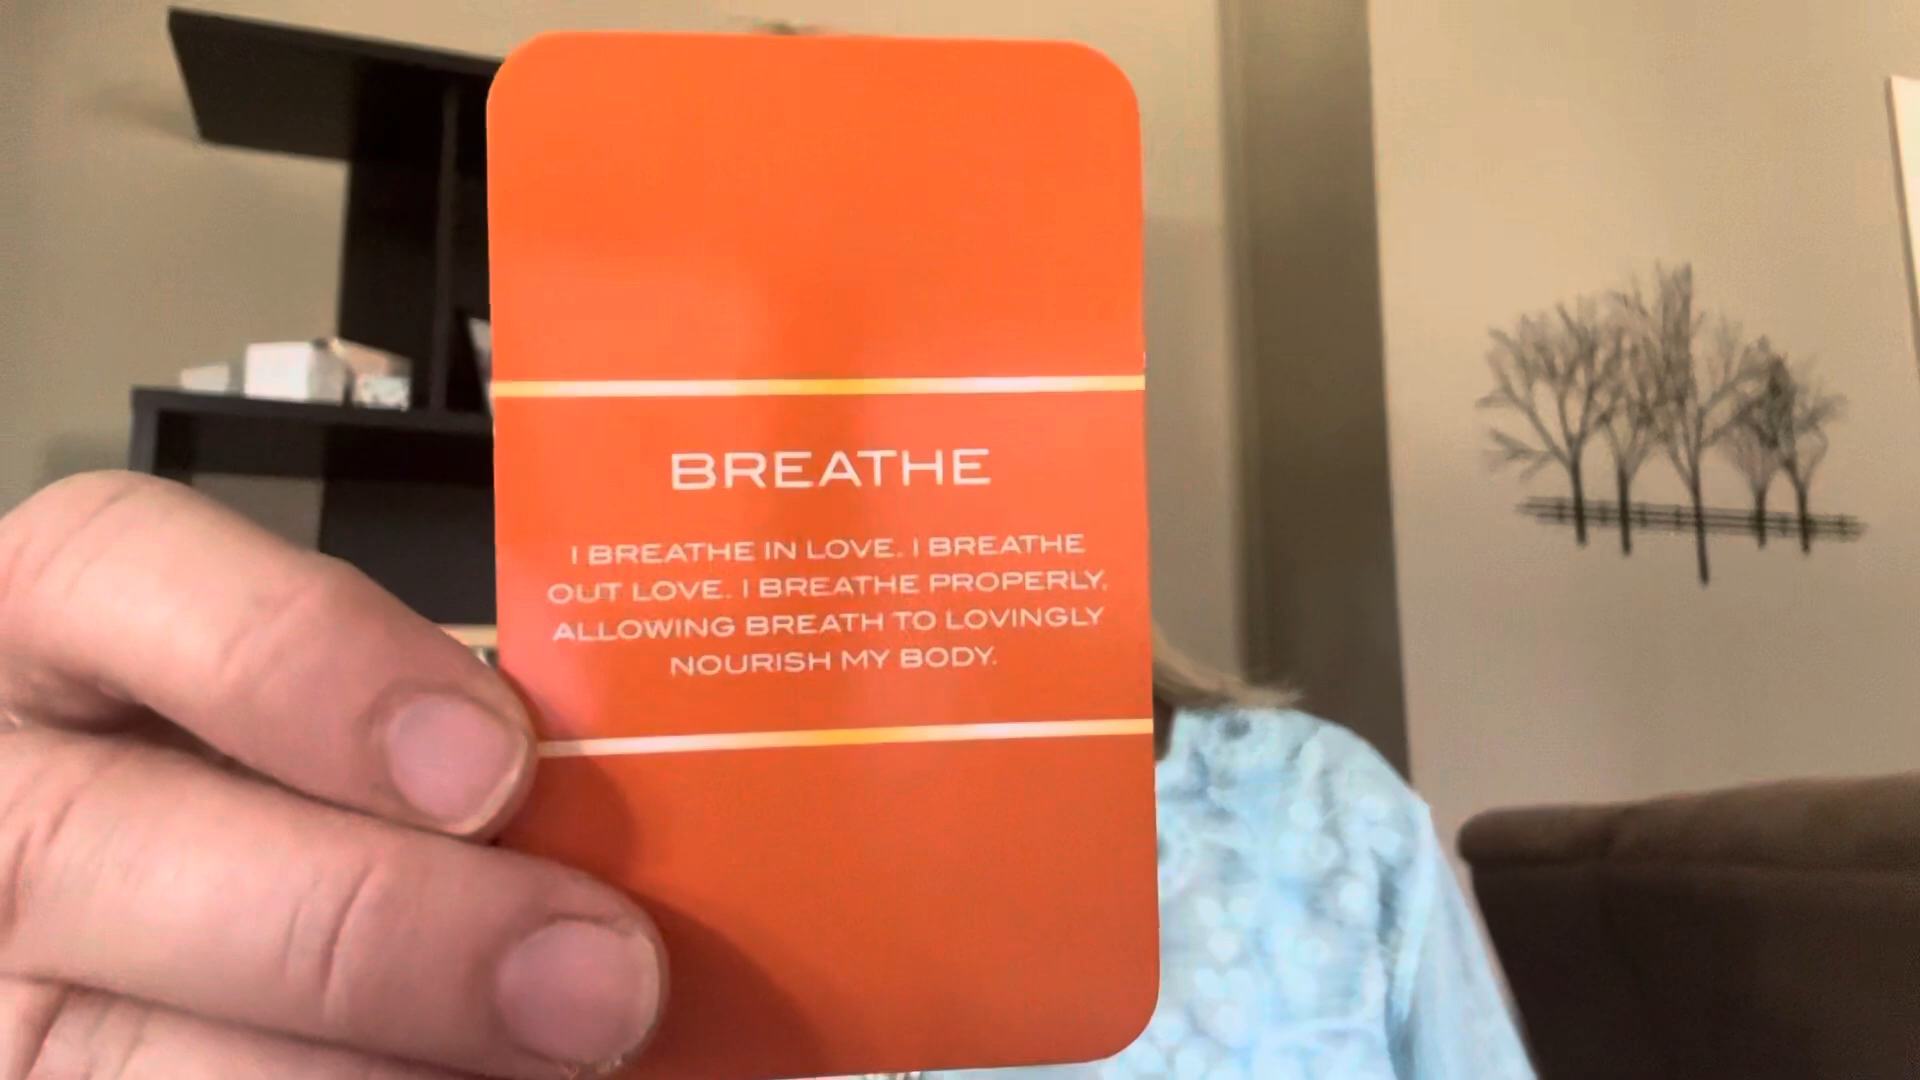 BREATHE
I BREATHE IN LOVE. I BREATHE
OUT LOVE. I BREATHE PROPERLY,
ALLOWING BREATH TO LOVINGLY
NOURISH MY BODY.